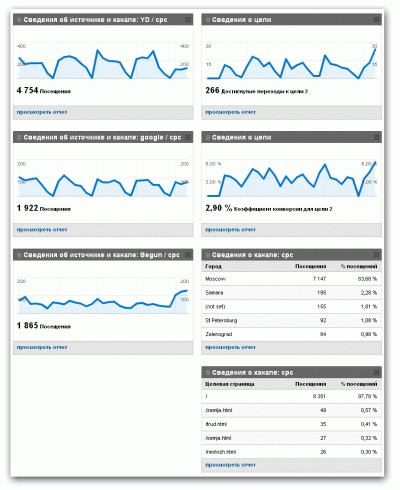 Сведения об источнике и канале: YD / cpc
400
400
200
200
4 754 Посещения
просмотреть отчет
Сведения о цели
30
30
15
15
266 Достигнутые переходы к цели 2
просмотреть отчет
Сведения об источнике и канале: google / cpc
200
200
100
100
1 922 Посещения
просмотреть отчет
Сведения о цели
6,00 %
6,00 %
3,00 %
3,00 %
2,90 % Коэффициент конверсии для цели 2
просмотреть отчет
Сведения об источнике и канале: Begun / cpc
200
200
100
100
1 865 Посещения
просмотреть отчет
Сведения о канале: cpc
Город Посещения % посещений
Moscow 7 147 83,68 %
Samara 195 2,28 %
(not set) 155 1,81 %
St Petersburg 92 1,08 %
Zelenograd 84 0,98 %
просмотреть отчет
Сведения о канале: cpc
Целевая страница Посещения % посещений
/ 8 351 97,78 %
/zemlja.html 49 0,57 %
/trud.html 35 0,41 %
/semja.html 27 0,32 %
/nedvizh.html 26 0,30 %
просмотреть отчет